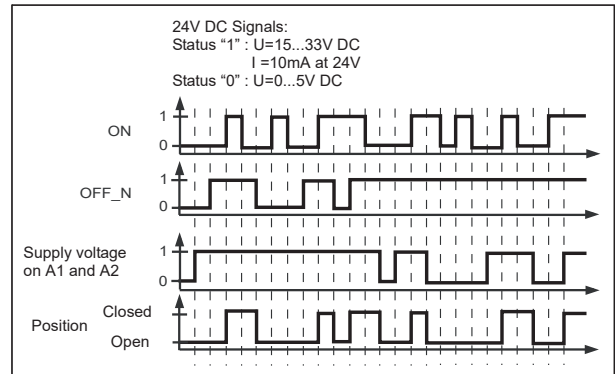 24V DC Signals:
Status “1” : U=15...33V DC
I =10mA at 24V
Status “0” : U=0...5V DC
ON
1
0
OFF_N
1
0
Supply voltage
on A1 and A2
1
0
Position
Closed
Open